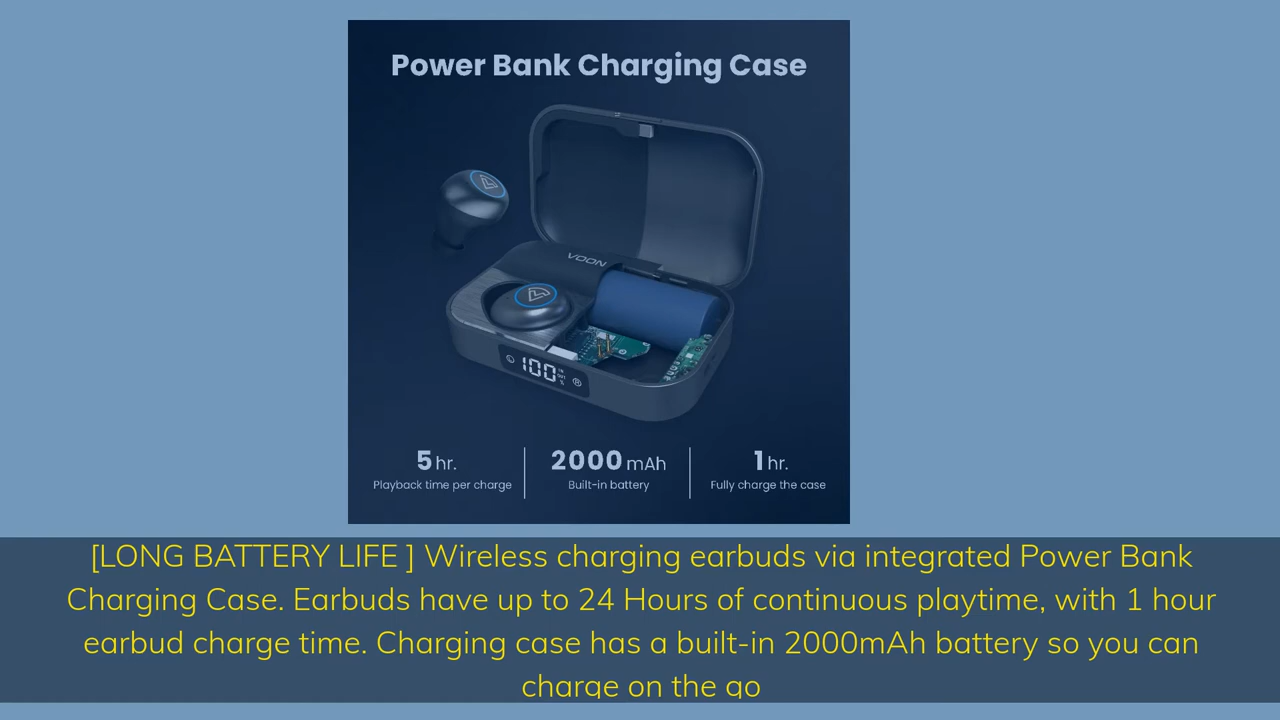 Power Bank Charging Case
VOON
100%
5 hr.
Playback time per charge
2000 mAh
Built-in battery
1 hr.
Fully charge the case
[LONG BATTERY LIFE ] Wireless charging earbuds via integrated Power Bank
Charging Case. Earbuds have up to 24 Hours of continuous playtime, with 1 hour
earbud charge time. Charging case has a built-in 2000mAh battery so you can
charge on the go